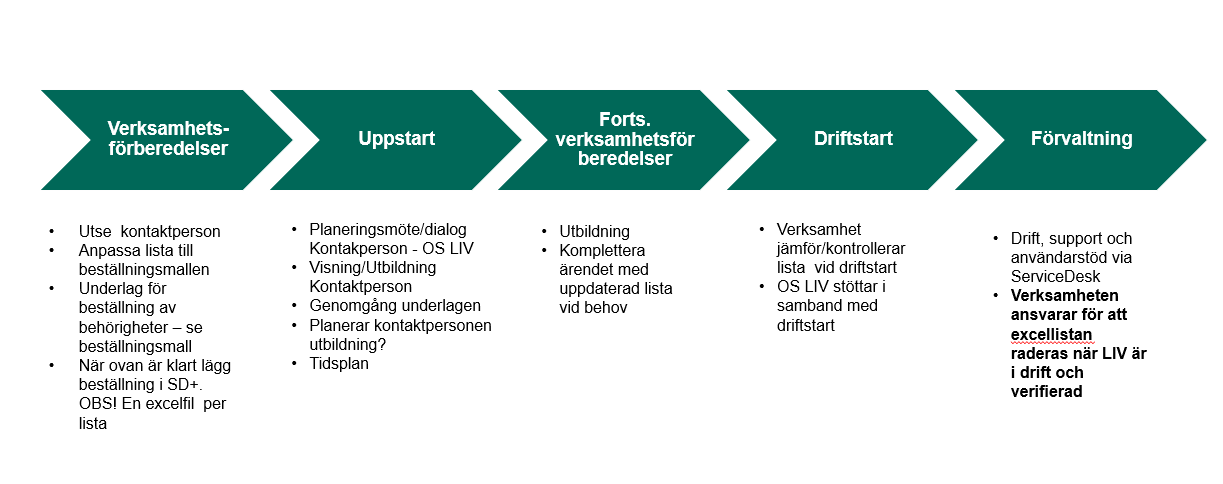 Verksamhets-
förberedelser
Uppstart
Forts.
verksamhetsför
beredelser
Driftstart
Förvaltning
• Utse  kontaktperson
• Anpassa lista till
beställningsmallen
• Underlag för
beställning av
behörigheter – se
beställningsmall
• När ovan är klart lägg
beställning i SD+.
OBS! En excelfil  per
lista
• Planeringsmöte/dialog
Kontakperson - OS LIV
• Visning/Utbildning
Kontaktperson
• Genomgång underlagen
• Planerar kontaktpersonen
utbildning?
• Tidsplan
• Utbildning
• Komplettera
ärendet med
uppdaterad lista
vid behov
• Verksamhet
jämför/kontrollerar
lista  vid driftstart
• OS LIV stöttar i
samband med
driftstart
• Drift, support och
användarstöd via
ServiceDesk
• Verksamheten
ansvarar för att
excellistan
raderas när LIV är
i drift och
verifierad